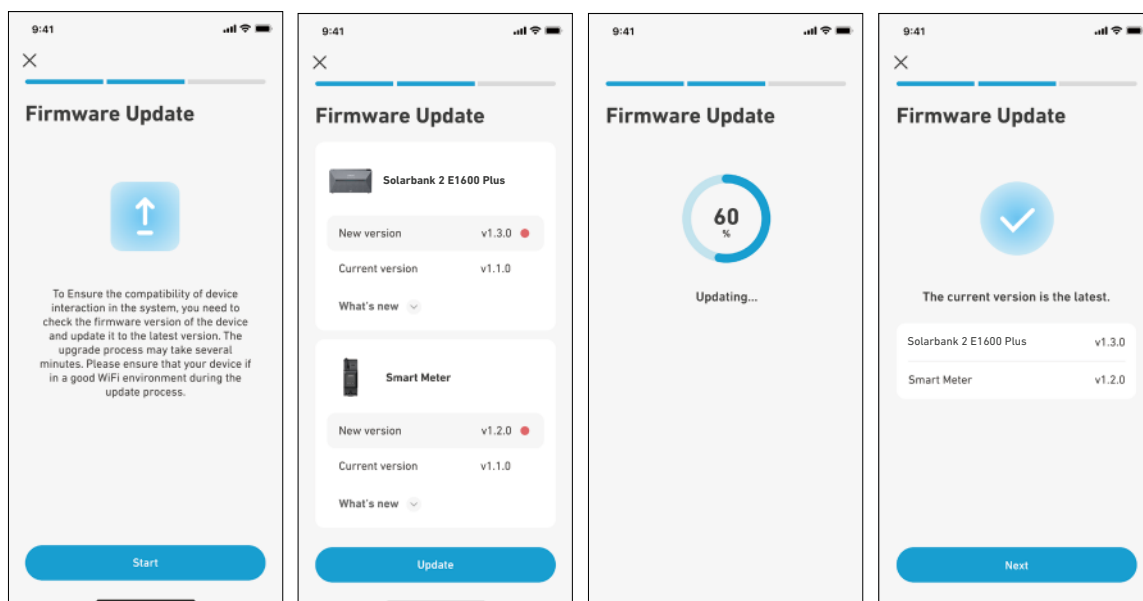 9:41
Firmware Update
To Ensure the compatibility of device
interaction in the system, you need to
check the firmware version of the device
and update it to the latest version. The
upgrade process may take several
minutes. Please ensure that your device if
in a good WiFi environment during the
update process.
Start
9:41
Firmware Update
Solarbank 2 E1600 Plus
New version v1.3.0
Current version v1.1.0
What's new
Smart Meter
New version v1.2.0
Current version v1.1.0
What's new
Update
9:41
Firmware Update
60
%
Updating...
9:41
Firmware Update
The current version is the latest.
Solarbank 2 E1600 Plus v1.3.0
Smart Meter v1.2.0
Next